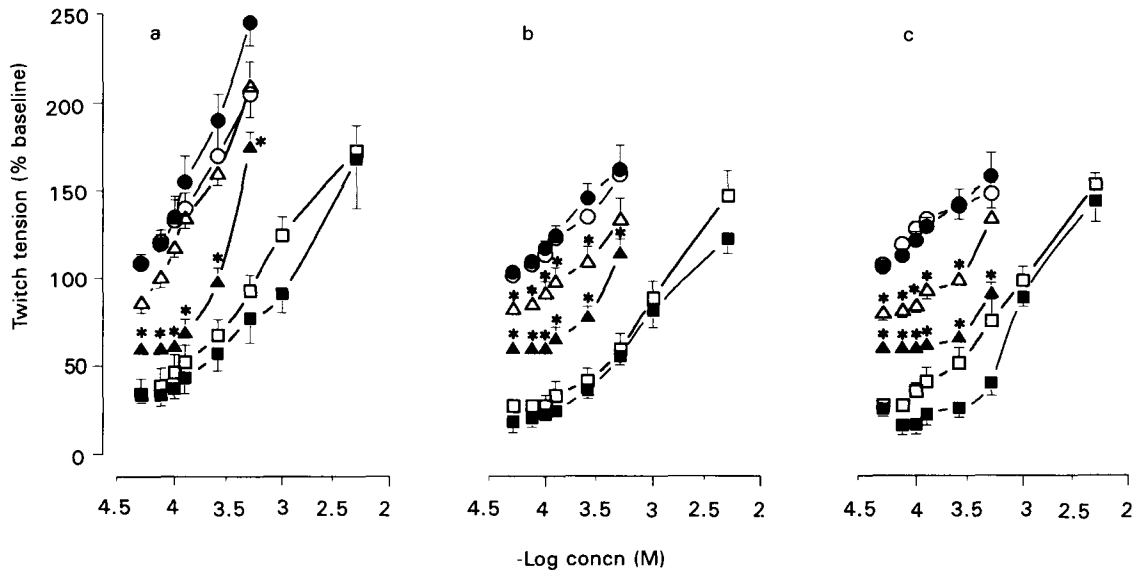 a
b
c
250
200
150
100
50
0
Twitch tension (% baseline)
* * * * * *
* * * * *
* * * * * *
* * * * *
* * * * * *
4.5 4 3.5 3 2.5 2
4.5 4 3.5 3 2.5 2
4.5 4 3.5 3 2.5 2
-Log concn (M)